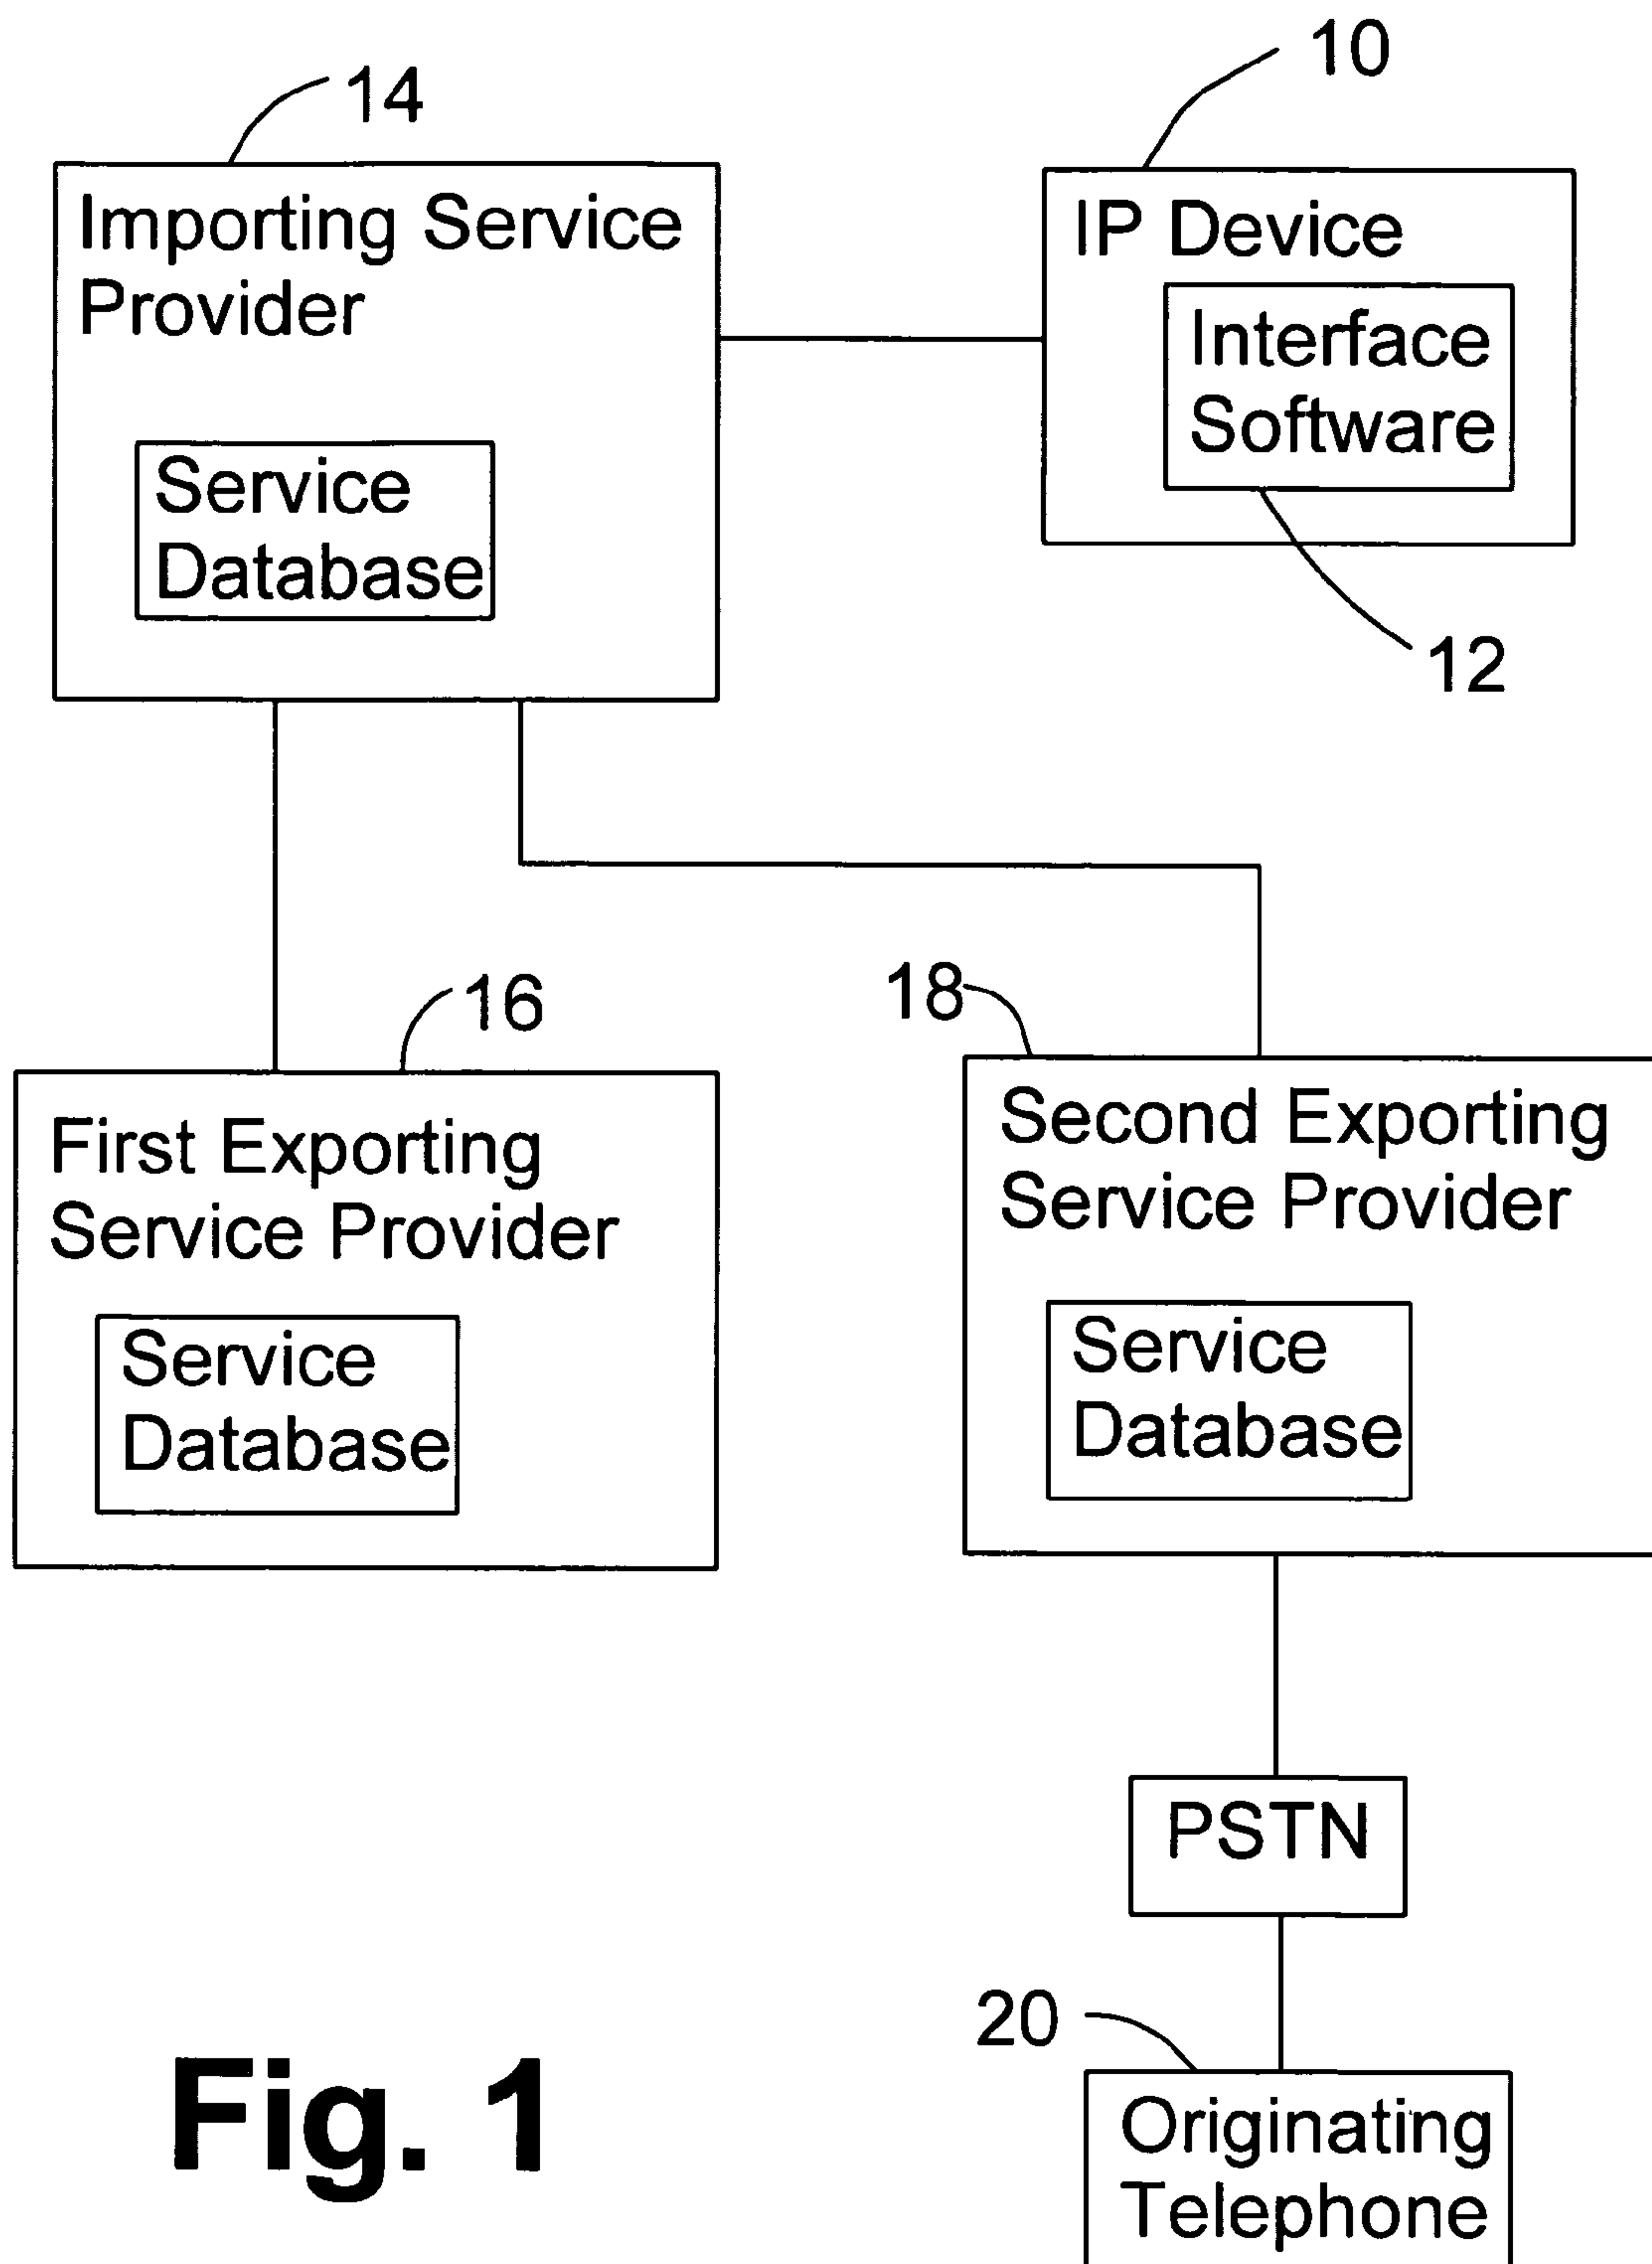 10
14
Importing Service
Provider
IP Device
Interface
Software
Service
Database
12
16
18
First Exporting
Service Provider
Second Exporting
Service Provider
Service
Database
Service
Database
PSTN
20
Originating
Telephone
Fig. 1